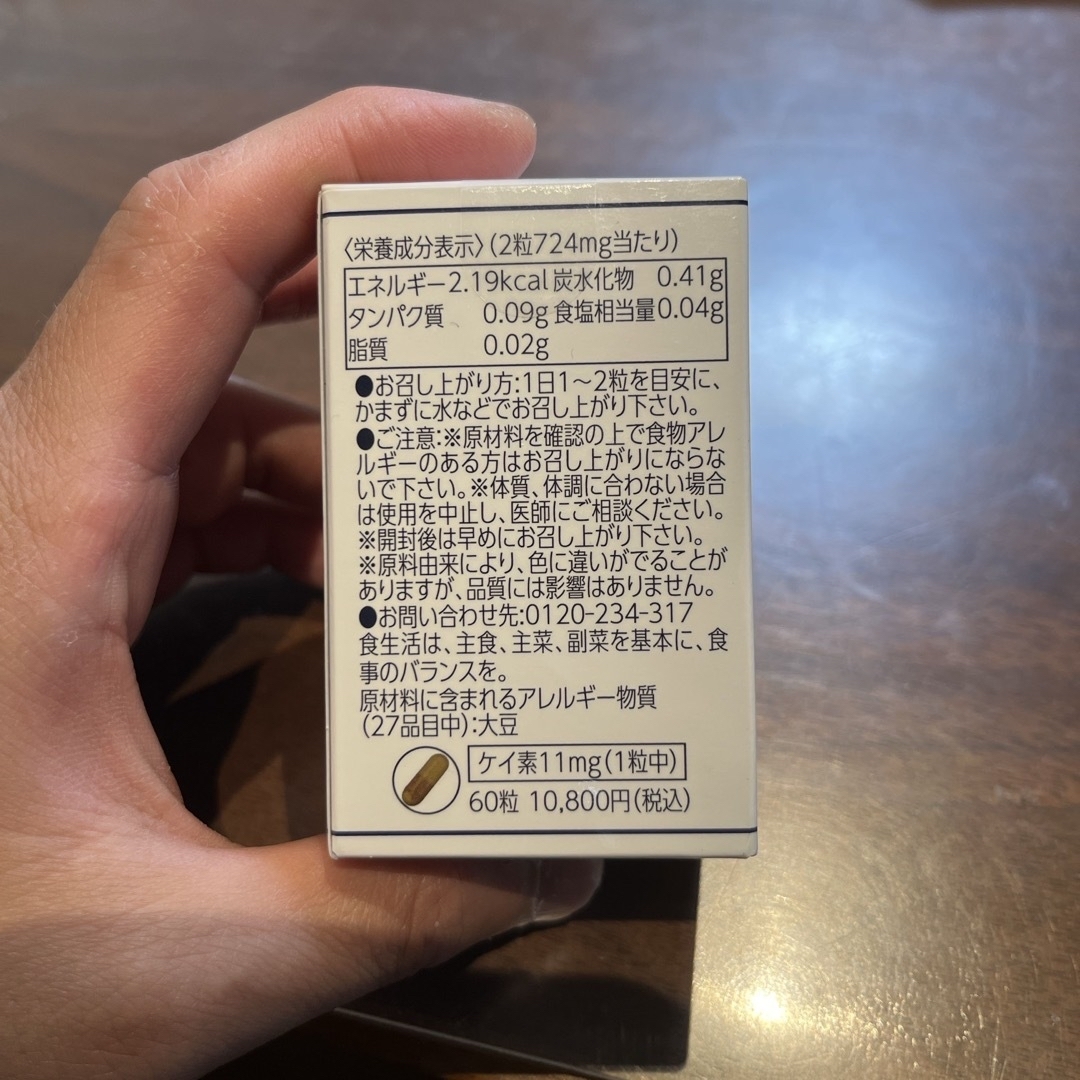 〈栄養成分表示〉(2粒724mg当たり)
エネルギー2.19kcal 炭水化物 0.41g
タンパク質 0.09g 食塩相当量0.04g
脂質 0.02g
●お召し上がり方:1日1～2粒を目安に、
かまずに水などでお召し上がり下さい。
●ご注意:※原材料を確認の上で食物アレ
ルギーのある方はお召し上がりにならな
いで下さい。※体質、体調に合わない場合
は使用を中止し、医師にご相談ください。
※開封後は早めにお召し上がり下さい。
※原料由来により、色に違いがでることが
ありますが、品質には影響はありません。
●お問い合わせ先:0120-234-317
食生活は、主食、主菜、副菜を基本に、食
事のバランスを。
原材料に含まれるアレルギー物質
(27品目中):大豆
ケイ素11mg(1粒中)
60粒 10,800円(税込)